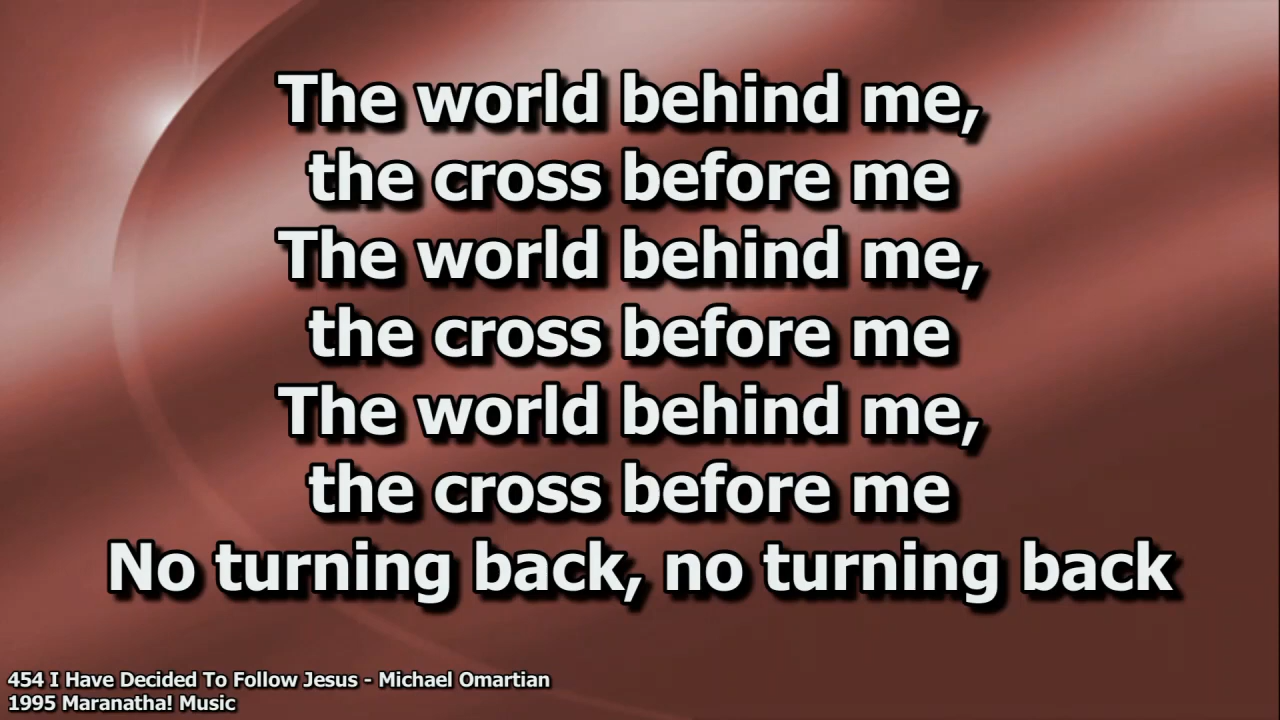 The world behind me,
the cross before me
The world behind me,
the cross before me
The world behind me,
the cross before me
No turning back, no turning back
454 I Have Decided To Follow Jesus - Michael Omartian
1995 Maranatha! Music